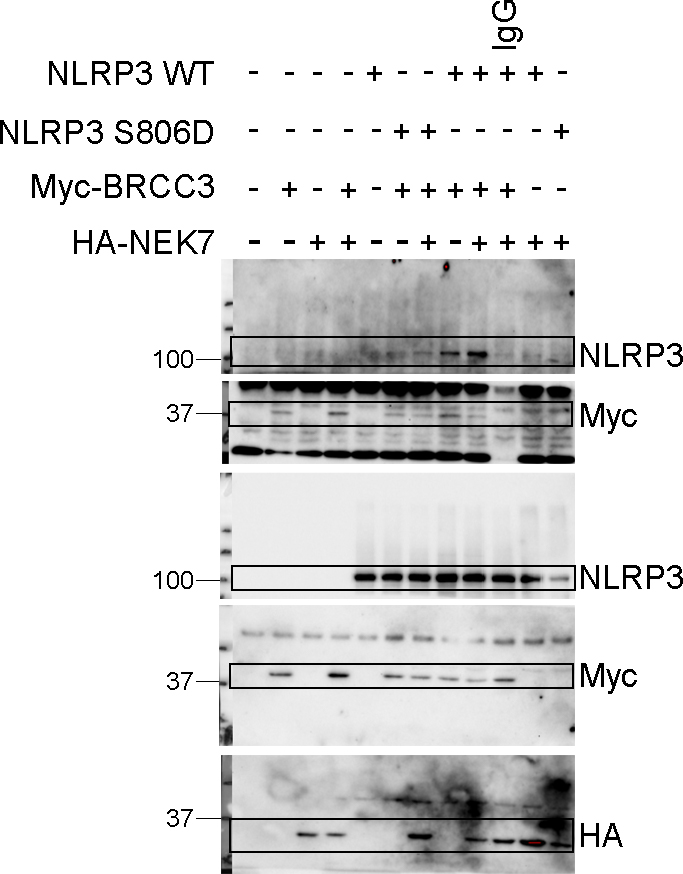 IgG
NLRP3 WT - - - - + - - + + + + -
NLRP3 S806D - - - - - + + - - - - +
Myc-BRCC3 - + - + - + + + + + - -
HA-NEK7 - - + + - - + - + + + +
100 NLRP3
37 Myc
100 NLRP3
37 Myc
37 HA